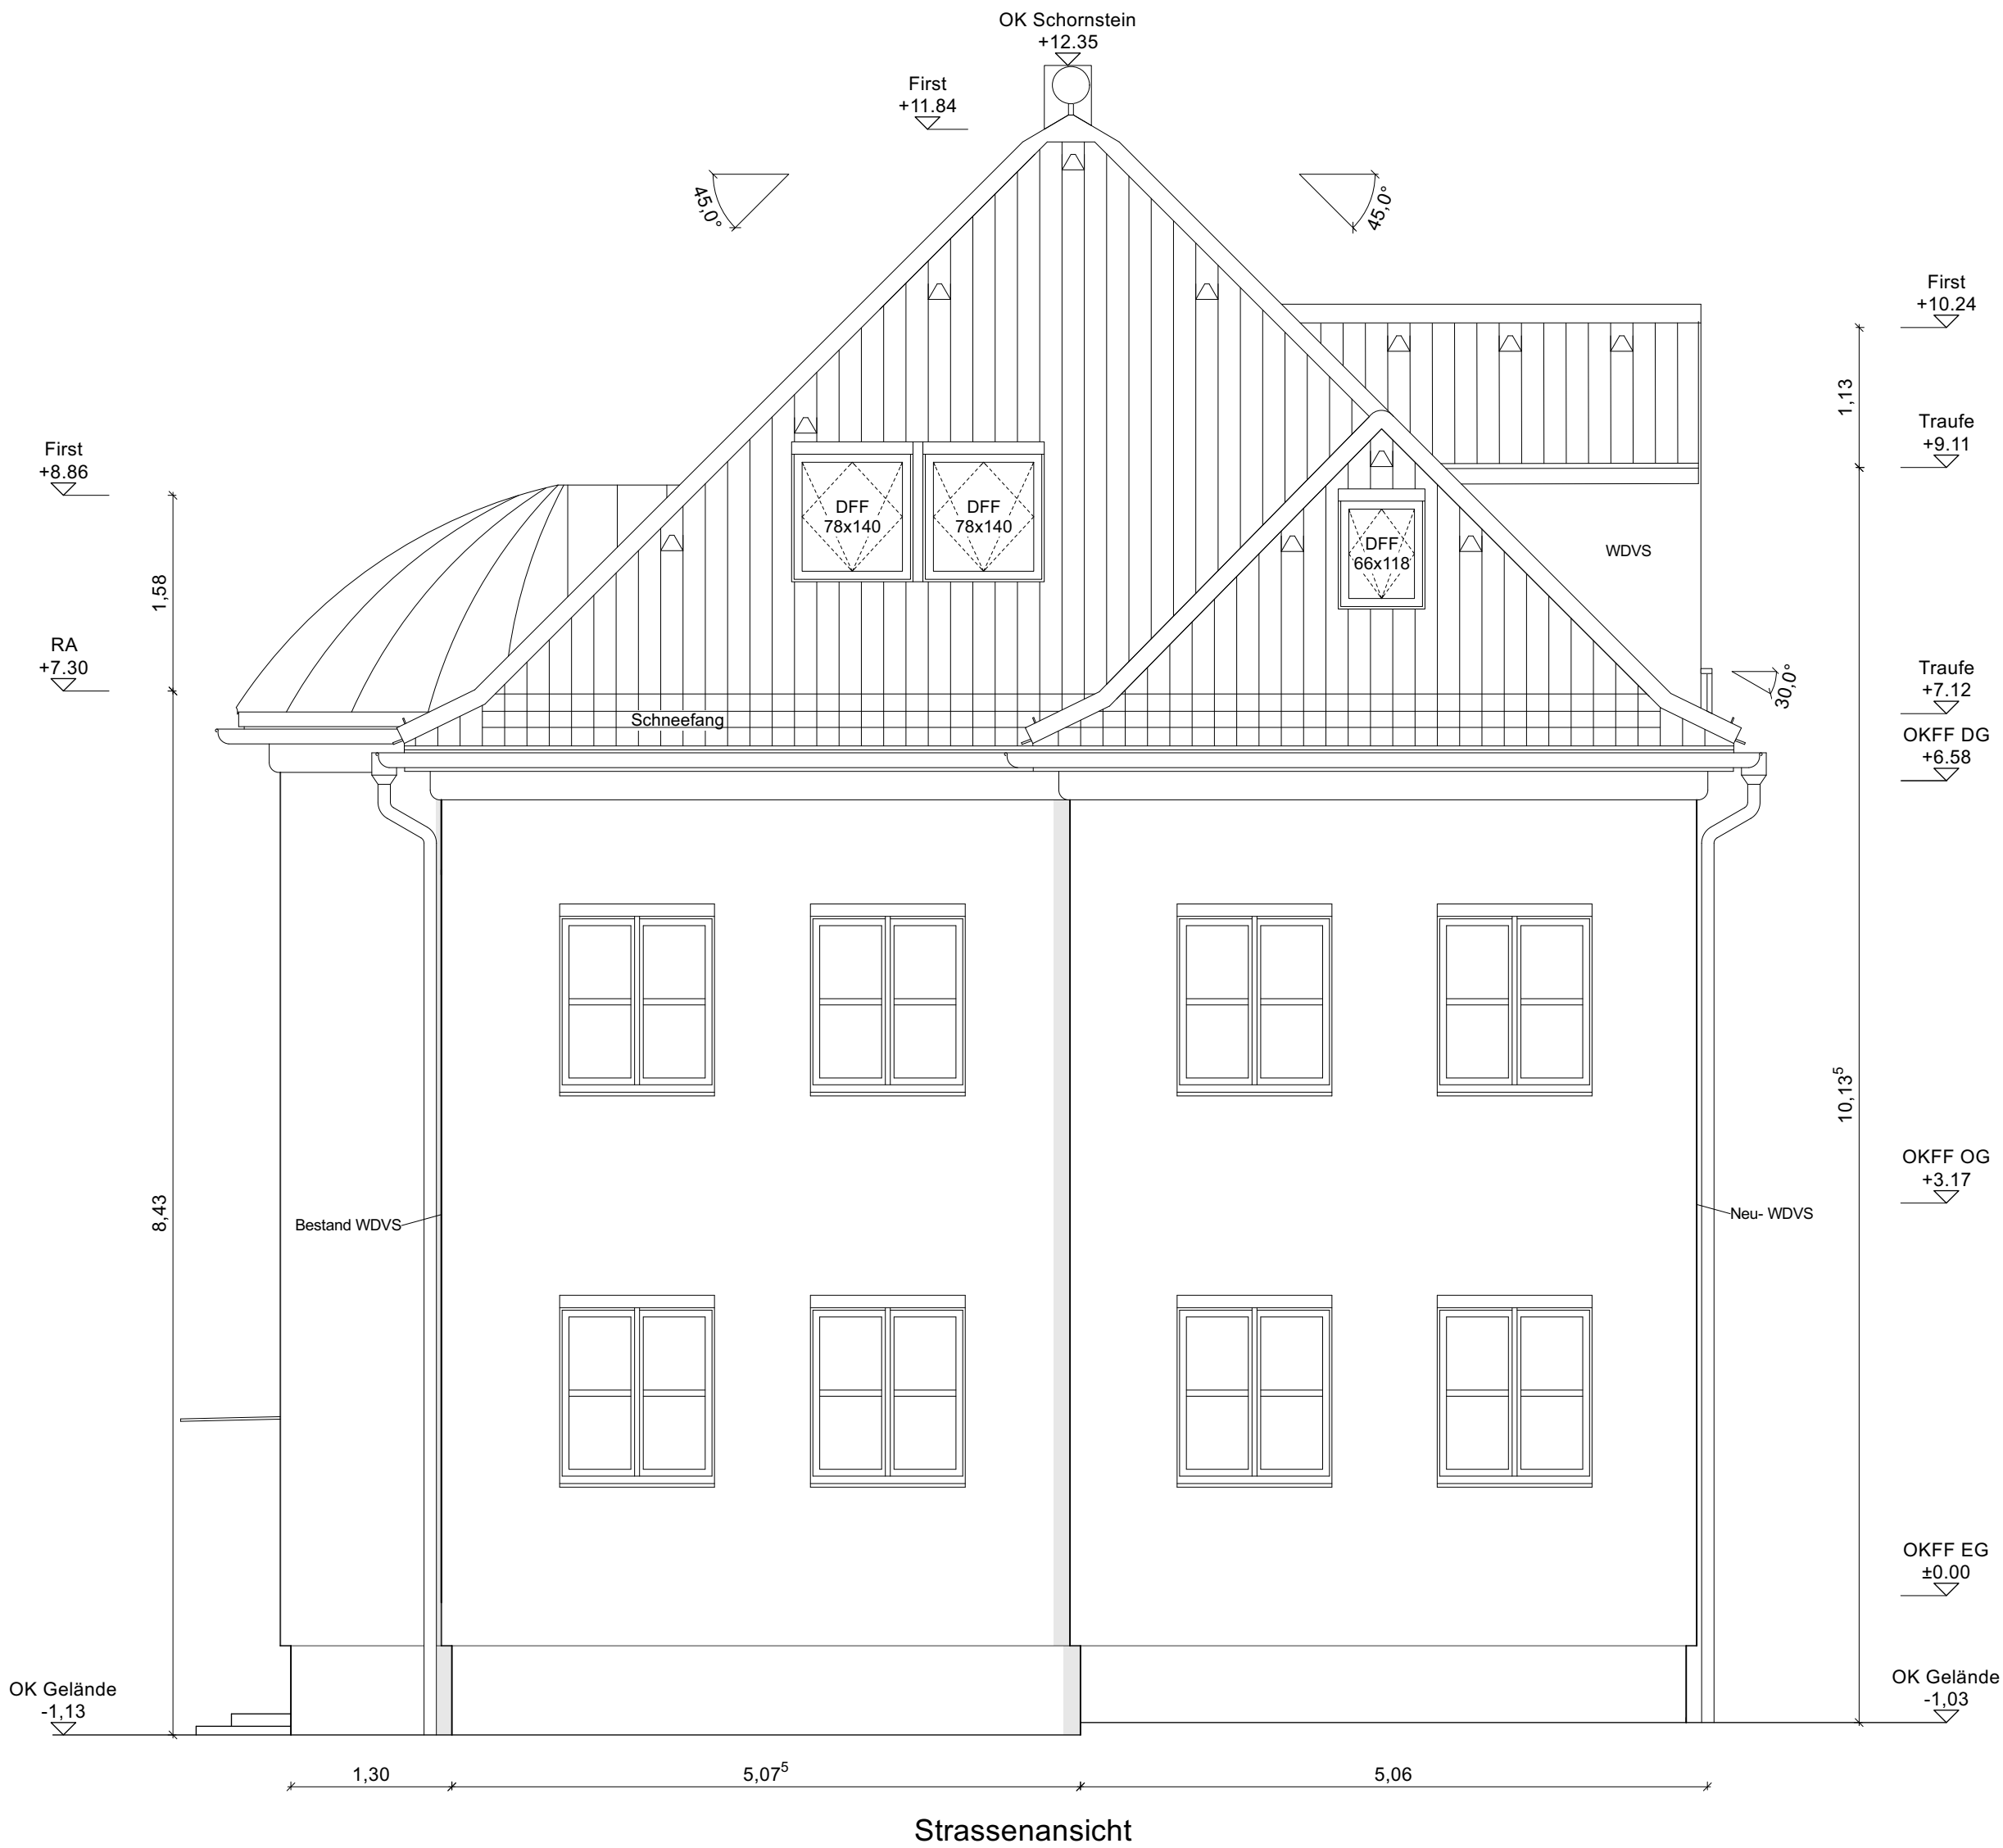 OK Schornstein
+12.35
First
+11.84
45,0°
45,0°
First
+10.24
1,13
Traufe
+9.11
First
+8.86
DFF
78x140
DFF
78x140
DFF
66x118
WDVS
1,58
RA
+7.30
30,0°
Traufe
+7.12
Schneefang
OKFF DG
+6.58
10,13⁵
OKFF OG
+3.17
8,43
Bestand WDVS
Neu- WDVS
OKFF EG
±0.00
OK Gelände
-1,13
OK Gelände
-1,03
1,30
5,07⁵
5,06
Strassenansicht